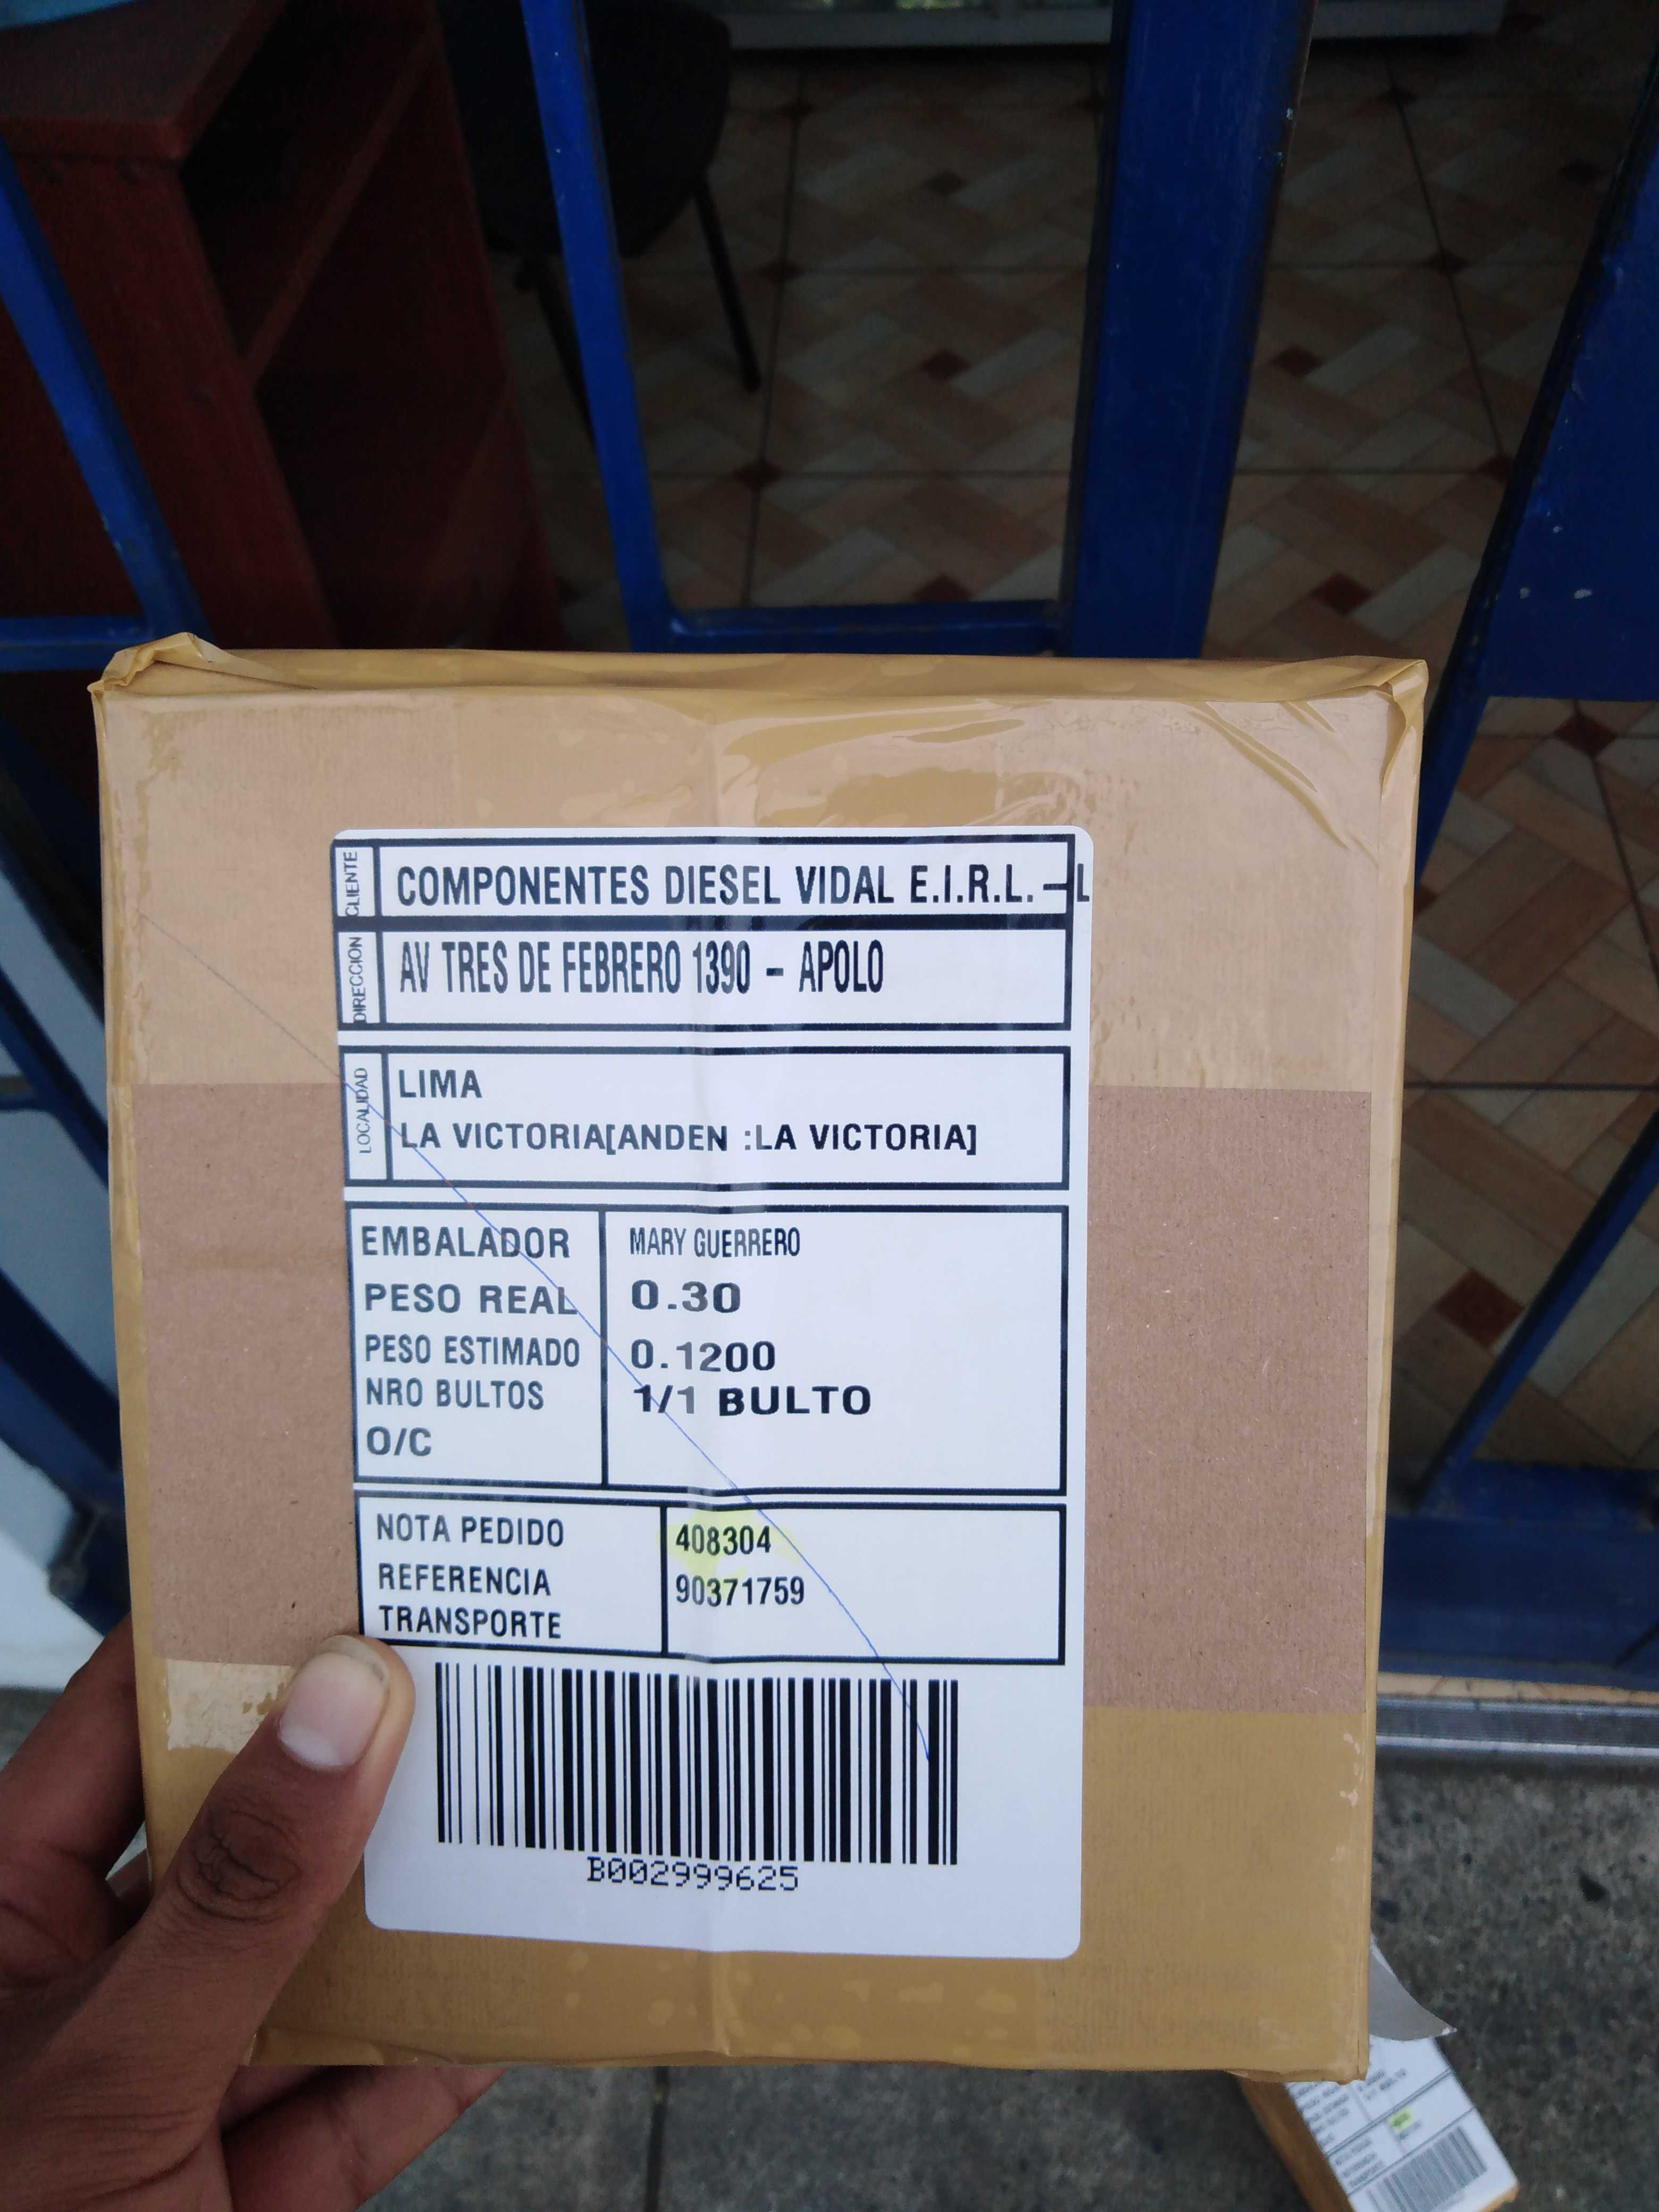 CLIENTE COMPONENTES DIESEL VIDAL E.I.R.L. - L
DIRECCION AV TRES DE FEBRERO 1390 - APOLO
LOCALIDAD LIMA
LA VICTORIA[ANDEN :LA VICTORIA]
EMBALADOR MARY GUERRERO
PESO REAL 0.30
PESO ESTIMADO 0.1200
NRO BULTOS 1/1 BULTO
O/C
NOTA PEDIDO 408304
REFERENCIA 90371759
TRANSPORTE
B002999625